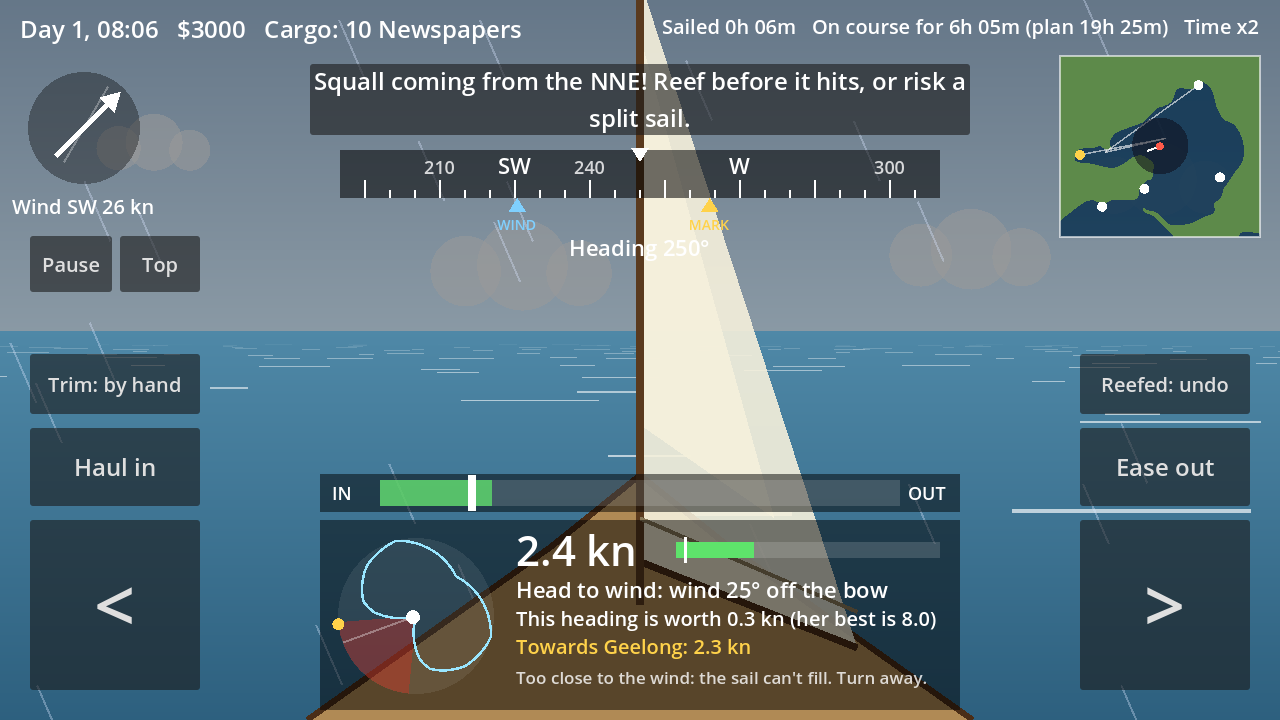 Day 1, 08:06 $3000 Cargo: 10 Newspapers
Sailed 0h 06m On course for 6h 05m (plan 19h 25m) Time x2
Squall coming from the NNE! Reef before it hits, or risk a
split sail.
210 SW 240 W 300
WIND MARK
Heading 250°
Wind SW 26 kn
Pause Top
Trim: by hand
Reefed: undo
Haul in
Ease out
IN OUT
< >
2.4 kn
Head to wind: wind 25° off the bow
This heading is worth 0.3 kn (her best is 8.0)
Towards Geelong: 2.3 kn
Too close to the wind: the sail can't fill. Turn away.